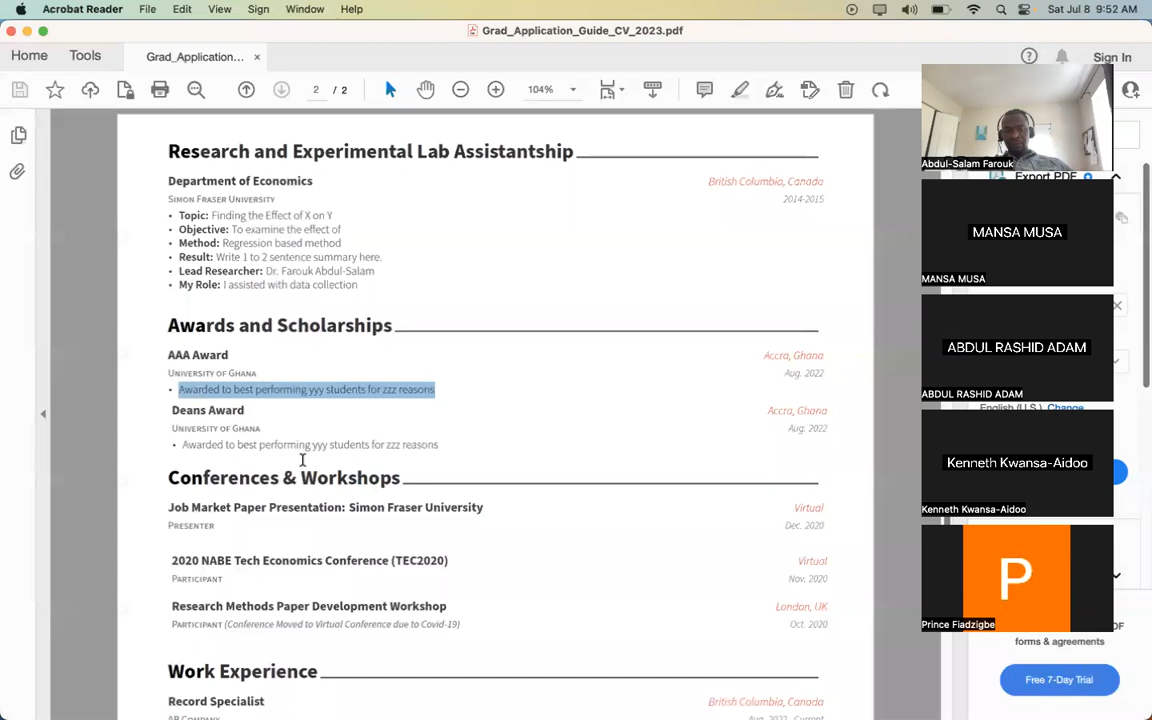 Acrobat Reader File Edit View Sign Window Help Sat Jul 8 9:52 AM
Grad_Application_Guide_CV_2023.pdf
Home Tools Grad_Application... × Sign In
2 / 2 104%
Research and Experimental Lab Assistantship
Department of Economics British Columbia, Canada
Simon Fraser University 2014-2015
• Topic: Finding the Effect of X on Y
• Objective: To examine the effect of
• Method: Regression based method
• Result: Write 1 to 2 sentence summary here.
• Lead Researcher: Dr. Farouk Abdul-Salam
• My Role: I assisted with data collection
Awards and Scholarships
AAA Award Accra, Ghana
University of Ghana Aug. 2022
• Awarded to best performing yyy students for zzz reasons
Deans Award Accra, Ghana
University of Ghana Aug. 2022
• Awarded to best performing yyy students for zzz reasons
Conferences & Workshops
Job Market Paper Presentation: Simon Fraser University Virtual
Presenter Dec. 2020
2020 NABE Tech Economics Conference (TEC2020) Virtual
Participant Nov. 2020
Research Methods Paper Development Workshop London, UK
Participant (Conference Moved to Virtual Conference due to Covid-19) Oct. 2020
Work Experience
Record Specialist British Columbia, Canada
AB Company Aug. 2022- Current
Abdul-Salam Farouk
Export PDF
MANSA MUSA
MANSA MUSA
ABDUL RASHID ADAM
ABDUL RASHID ADAM
English (U.S.) Change
Kenneth Kwansa-Aidoo
Kenneth Kwansa-Aidoo
P
Prince Fiadzigbe
forms & agreements
Free 7-Day Trial